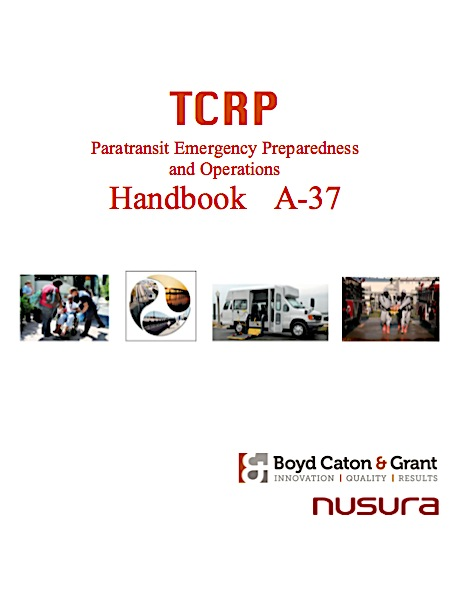 TCRP
Paratransit Emergency Preparedness
and Operations
Handbook A-37
Boyd Caton & Grant
INNOVATION | QUALITY | RESULTS
nusura